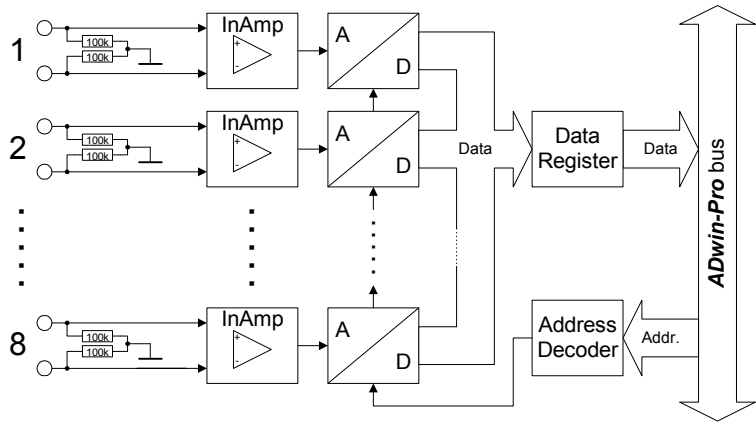 1
100k
100k
InAmp
+
-
A
D
2
100k
100k
InAmp
+
-
A
D
Data
Data
Register
Data
8
100k
100k
InAmp
+
-
A
D
Address
Decoder
Addr.
ADwin-Pro bus